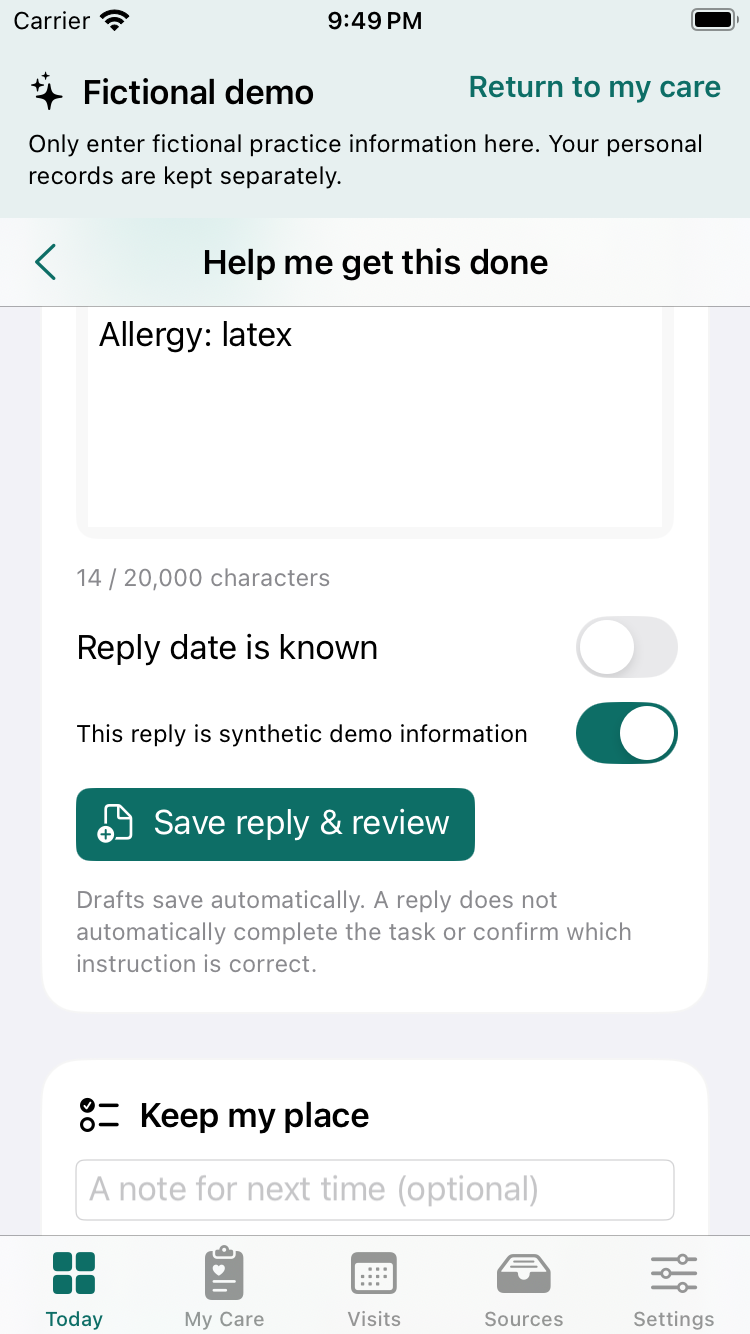 Carrier 9:49 PM
Fictional demo Return to my care
Only enter fictional practice information here. Your personal
records are kept separately.
Help me get this done
Allergy: latex
14 / 20,000 characters
Reply date is known
This reply is synthetic demo information
Save reply & review
Drafts save automatically. A reply does not
automatically complete the task or confirm which
instruction is correct.
Keep my place
A note for next time (optional)
Today My Care Visits Sources Settings